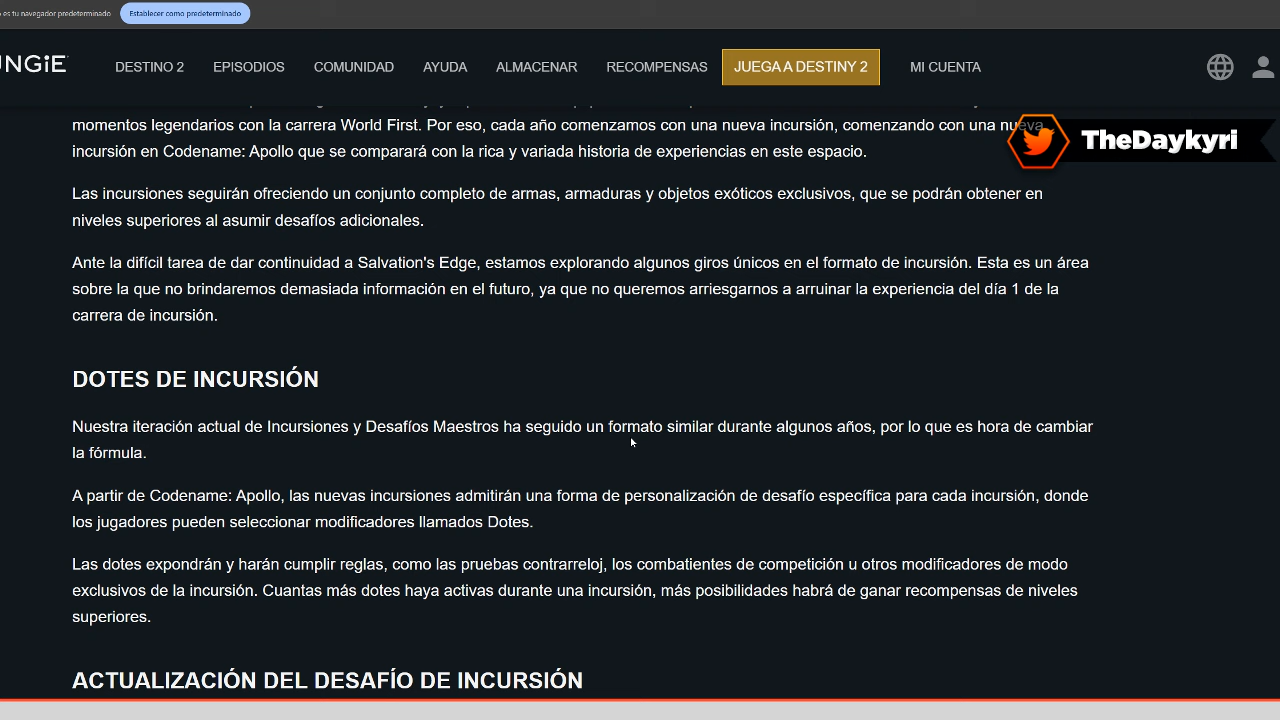 es tu navegador predeterminado Establecer como predeterminado
NGiE DESTINO 2 EPISODIOS COMUNIDAD AYUDA ALMACENAR RECOMPENSAS JUEGA A DESTINY 2 MI CUENTA
momentos legendarios con la carrera World First. Por eso, cada año comenzamos con una nueva incursión, comenzando con una nueva
incursión en Codename: Apollo que se comparará con la rica y variada historia de experiencias en este espacio.
TheDaykyri
Las incursiones seguirán ofreciendo un conjunto completo de armas, armaduras y objetos exóticos exclusivos, que se podrán obtener en
niveles superiores al asumir desafíos adicionales.
Ante la difícil tarea de dar continuidad a Salvation's Edge, estamos explorando algunos giros únicos en el formato de incursión. Esta es un área
sobre la que no brindaremos demasiada información en el futuro, ya que no queremos arriesgarnos a arruinar la experiencia del día 1 de la
carrera de incursión.
DOTES DE INCURSIÓN
Nuestra iteración actual de Incursiones y Desafíos Maestros ha seguido un formato similar durante algunos años, por lo que es hora de cambiar
la fórmula.
A partir de Codename: Apollo, las nuevas incursiones admitirán una forma de personalización de desafío específica para cada incursión, donde
los jugadores pueden seleccionar modificadores llamados Dotes.
Las dotes expondrán y harán cumplir reglas, como las pruebas contrarreloj, los combatientes de competición u otros modificadores de modo
exclusivos de la incursión. Cuantas más dotes haya activas durante una incursión, más posibilidades habrá de ganar recompensas de niveles
superiores.
ACTUALIZACIÓN DEL DESAFÍO DE INCURSIÓN